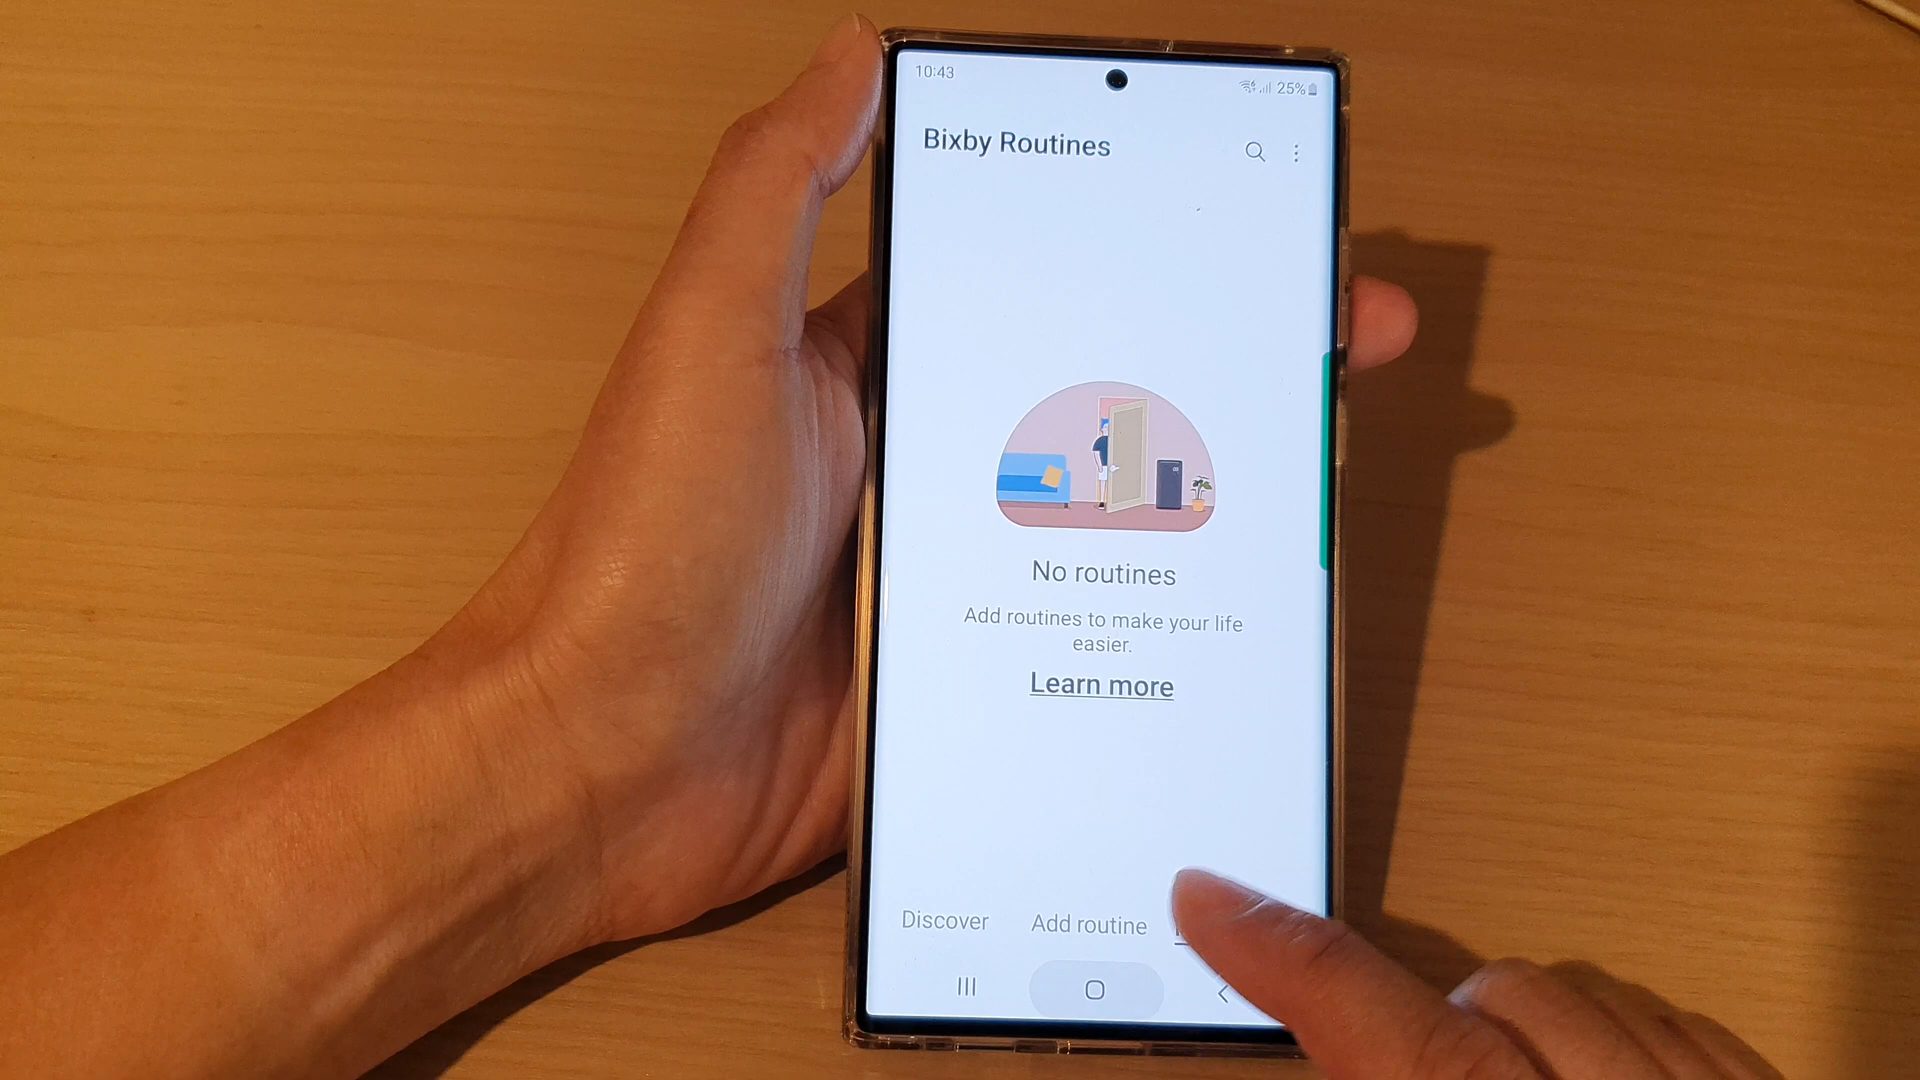 10:43
25%
Bixby Routines
No routines
Add routines to make your life
easier.
Learn more
Discover
Add routine